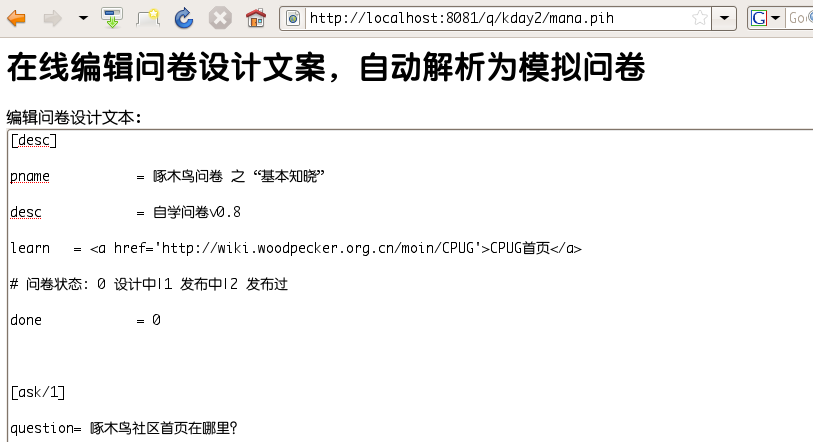 http://localhost:8081/q/kday2/mana.pih
在线编辑问卷设计文案，自动解析为模拟问卷
编辑问卷设计文本:
[desc]
pname = 啄木鸟问卷 之 “基本知晓”
desc = 自学问卷v0.8
learn = <a href='http://wiki.woodpecker.org.cn/moin/CPUG'>CPUG首页</a>
# 问卷状态: 0 设计中|1 发布中|2 发布过
done = 0
[ask/1]
question= 啄木鸟社区首页在哪里?